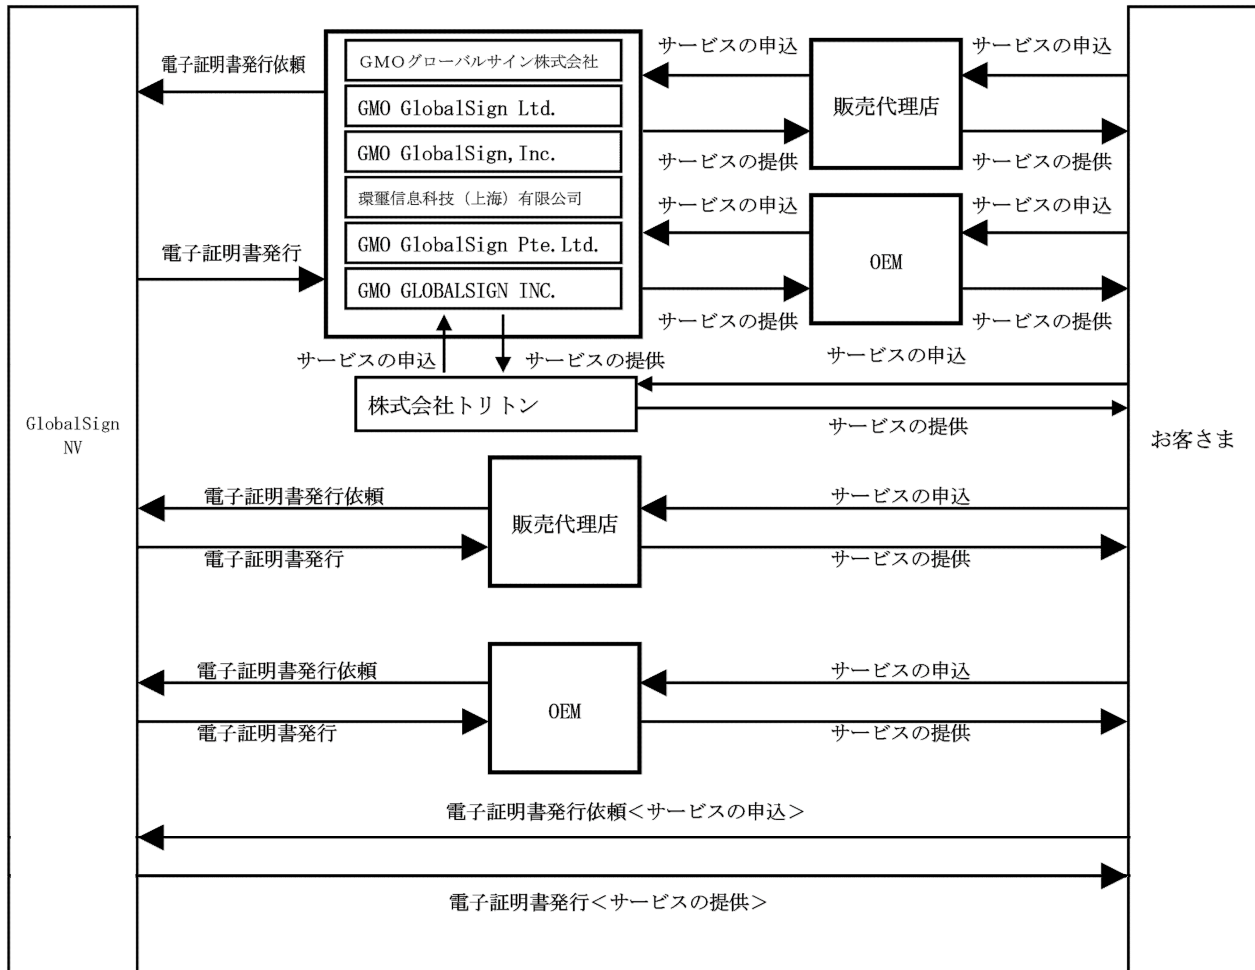 サービスの申込
サービスの申込
電子証明書発行依頼
GMOグローバルサイン株式会社
GMO GlobalSign Ltd.
販売代理店
GMO GlobalSign,Inc.
サービスの提供
サービスの提供
環璽信息科技（上海）有限公司
サービスの申込
サービスの申込
電子証明書発行
GMO GlobalSign Pte.Ltd.
OEM
GMO GLOBALSIGN INC.
サービスの提供
サービスの提供
サービスの申込
サービスの提供
サービスの申込
株式会社トリトン
サービスの提供
GlobalSign
NV
お客さま
電子証明書発行依頼
サービスの申込
販売代理店
電子証明書発行
サービスの提供
電子証明書発行依頼
サービスの申込
OEM
電子証明書発行
サービスの提供
電子証明書発行依頼＜サービスの申込＞
電子証明書発行＜サービスの提供＞